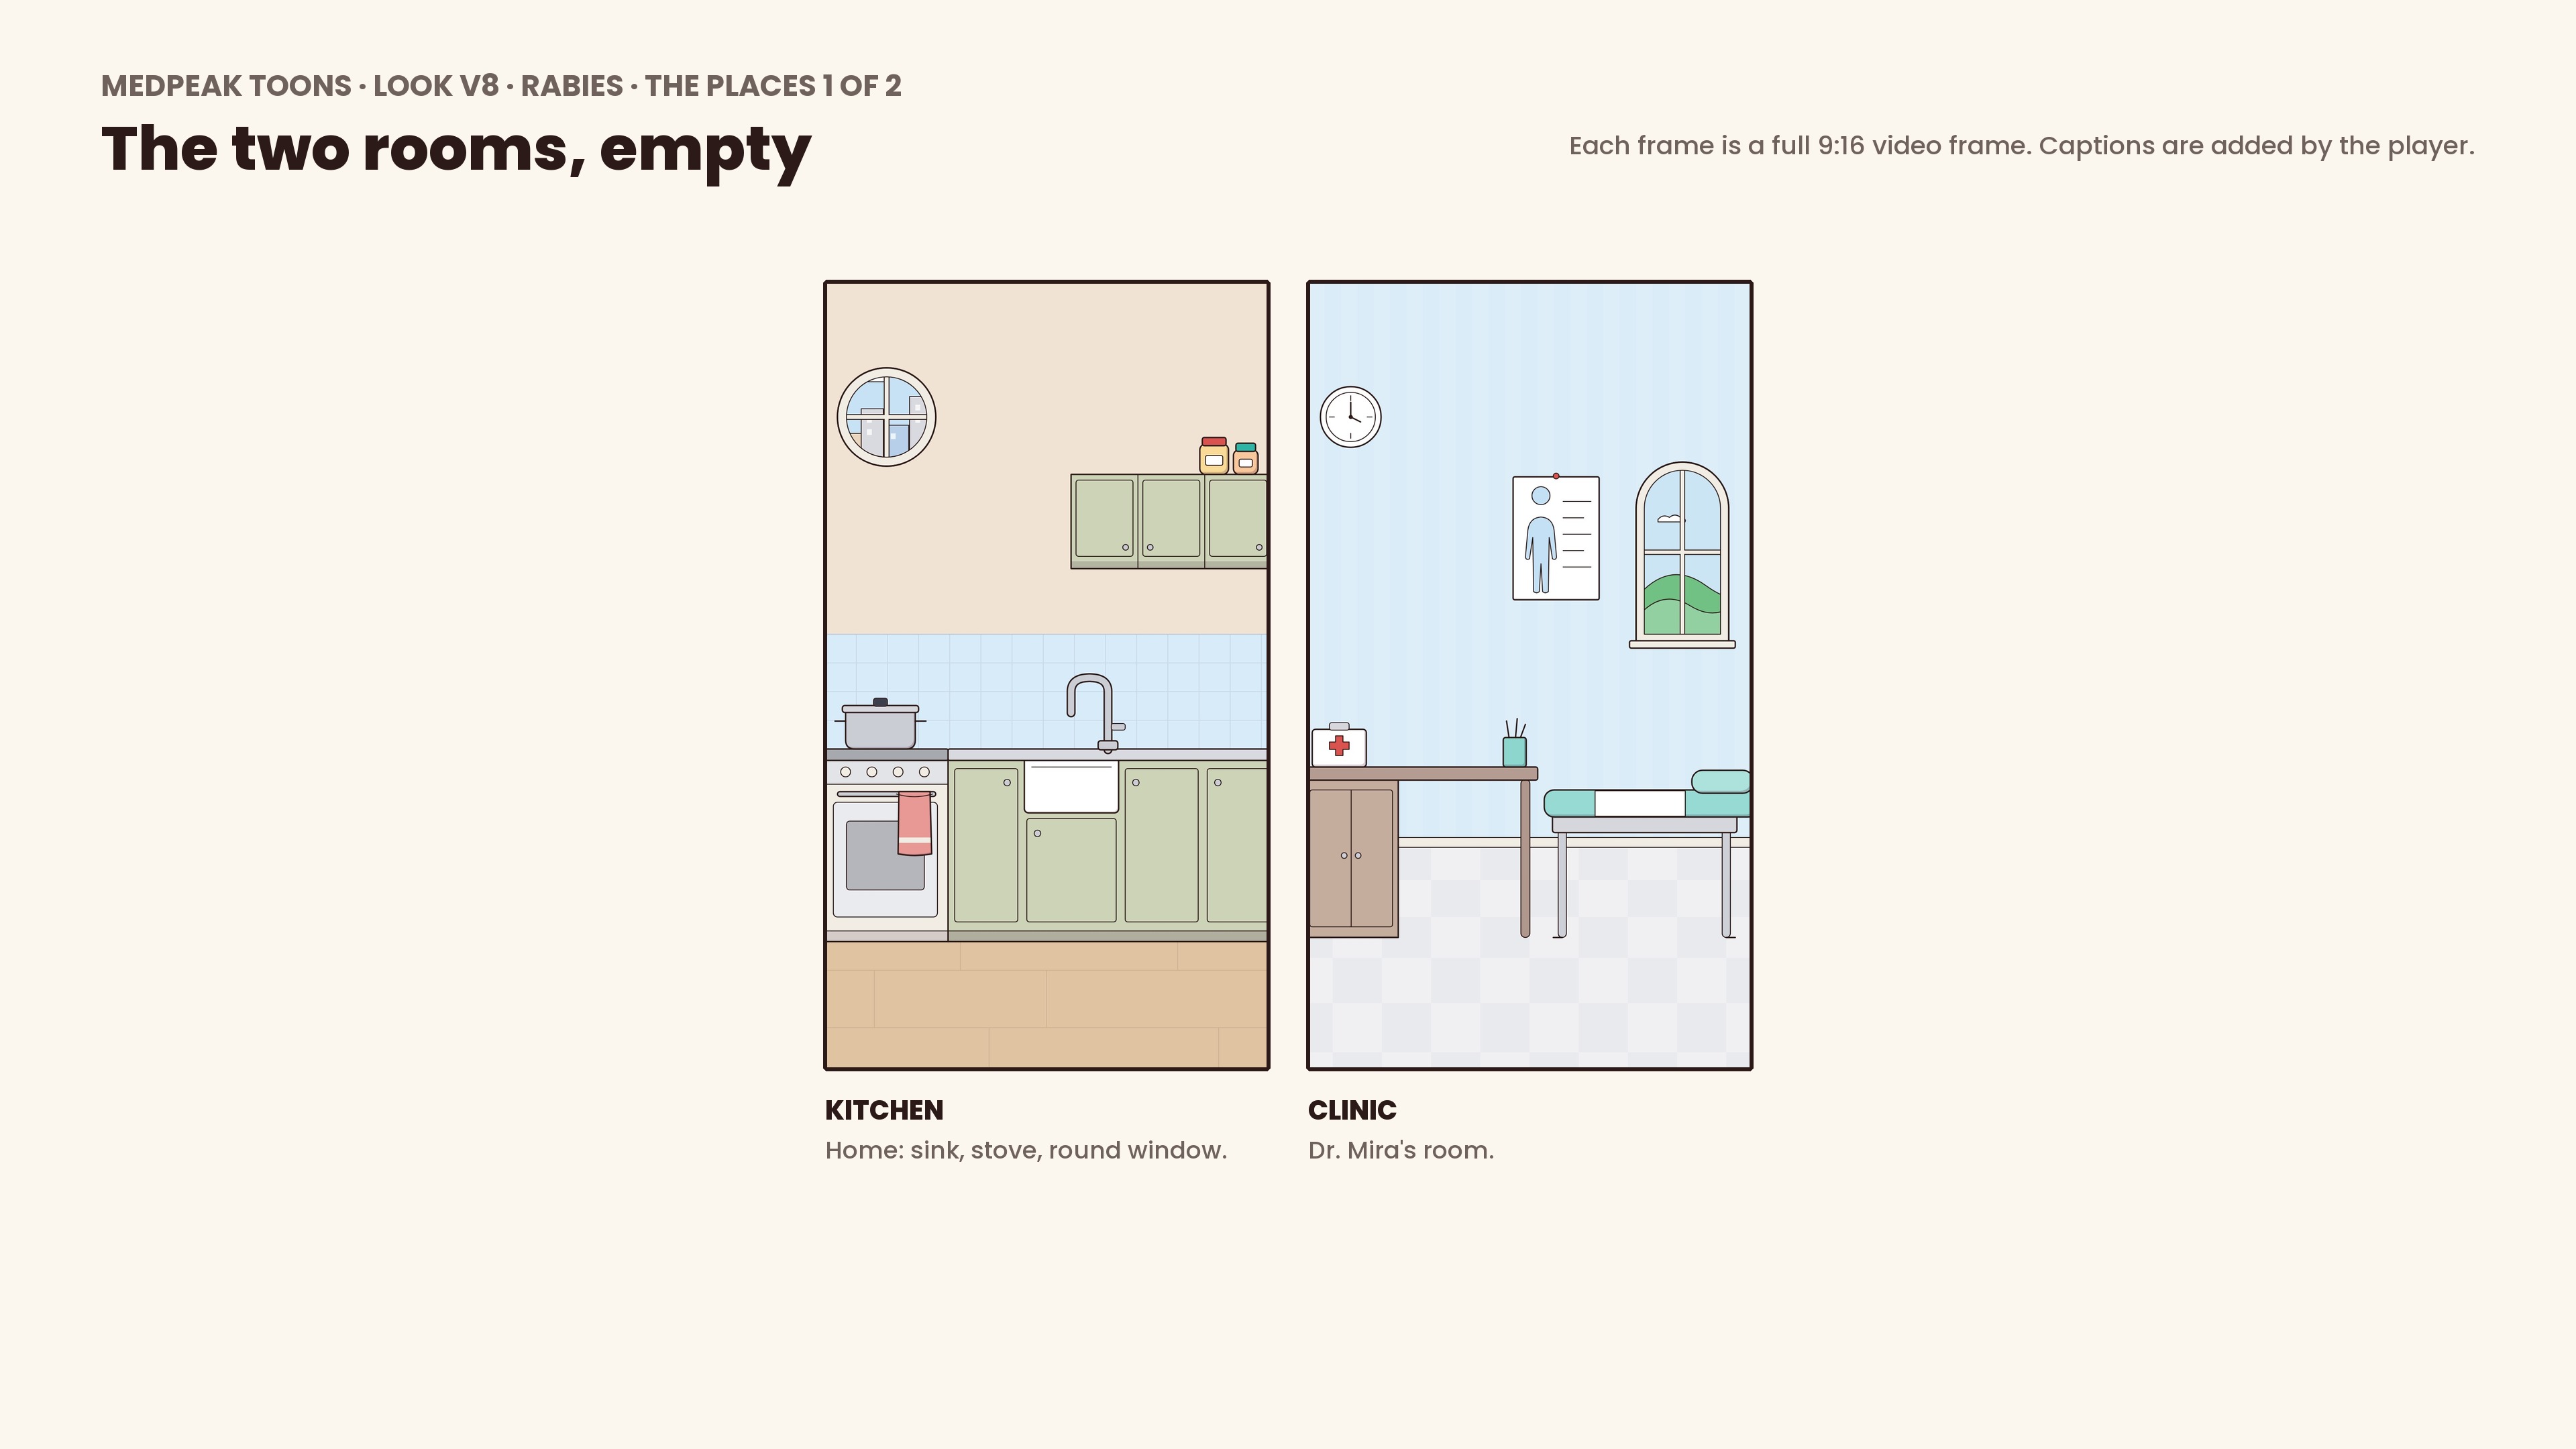 MEDPEAK TOONS · LOOK V8 · RABIES · THE PLACES 1 OF 2
The two rooms, empty
Each frame is a full 9:16 video frame. Captions are added by the player.
KITCHEN
Home: sink, stove, round window.
CLINIC
Dr. Mira's room.